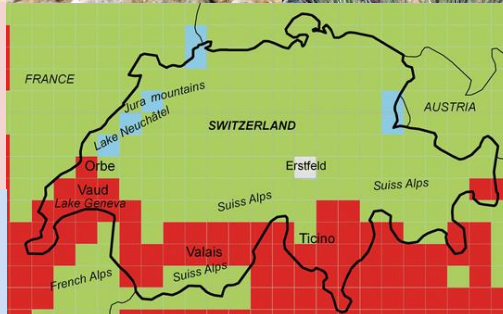 FRANCE
Jura mountains
AUSTRIA
SWITZERLAND
Lake Neuchâtel
Orbe
Erstfeld
Vaud
Suiss Alps
Lake Geneva
Suiss Alps
Ticino
Valais
Suiss Alps
French Alps